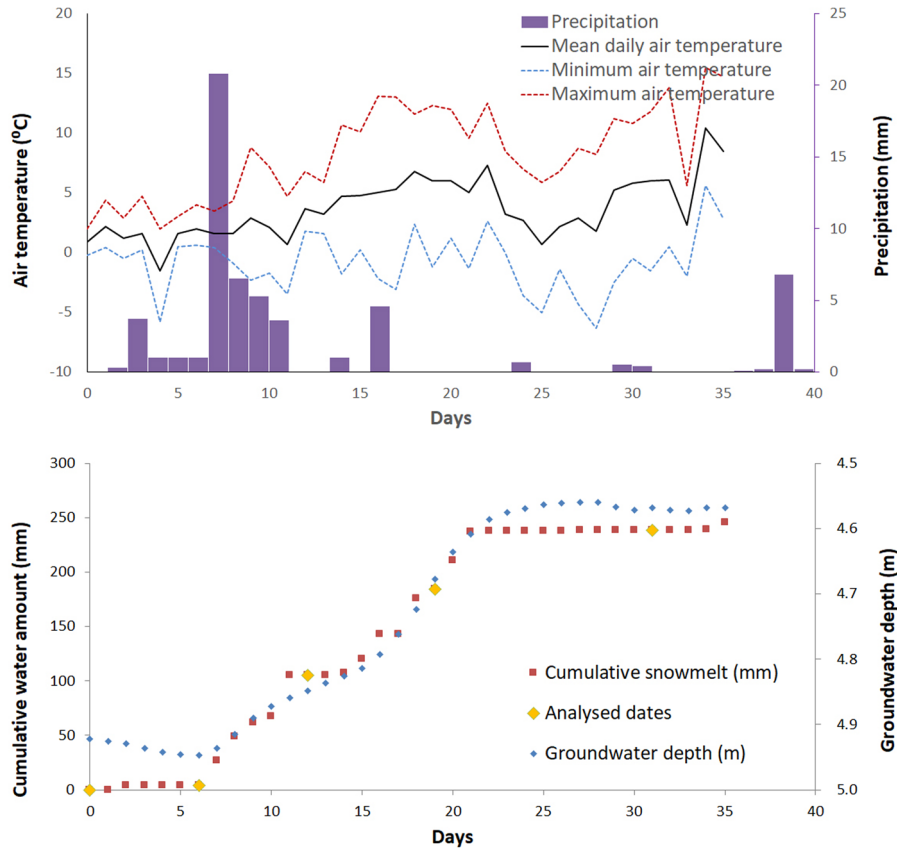 20
15
10
5
0
-5
-10
Air temperature (⁰C)
0 5 10 15 20 25 30 35 40
Days
25
20
15
10
5
0
Precipitation (mm)
Precipitation
Mean daily air temperature
Minimum air temperature
Maximum air temperature
300
250
200
150
100
50
0
Cumulative water amount (mm)
0 5 10 15 20 25 30 35 40
Days
4.5
4.6
4.7
4.8
4.9
5.0
Groundwater depth (m)
Cumulative snowmelt (mm)
Analysed dates
Groundwater depth (m)